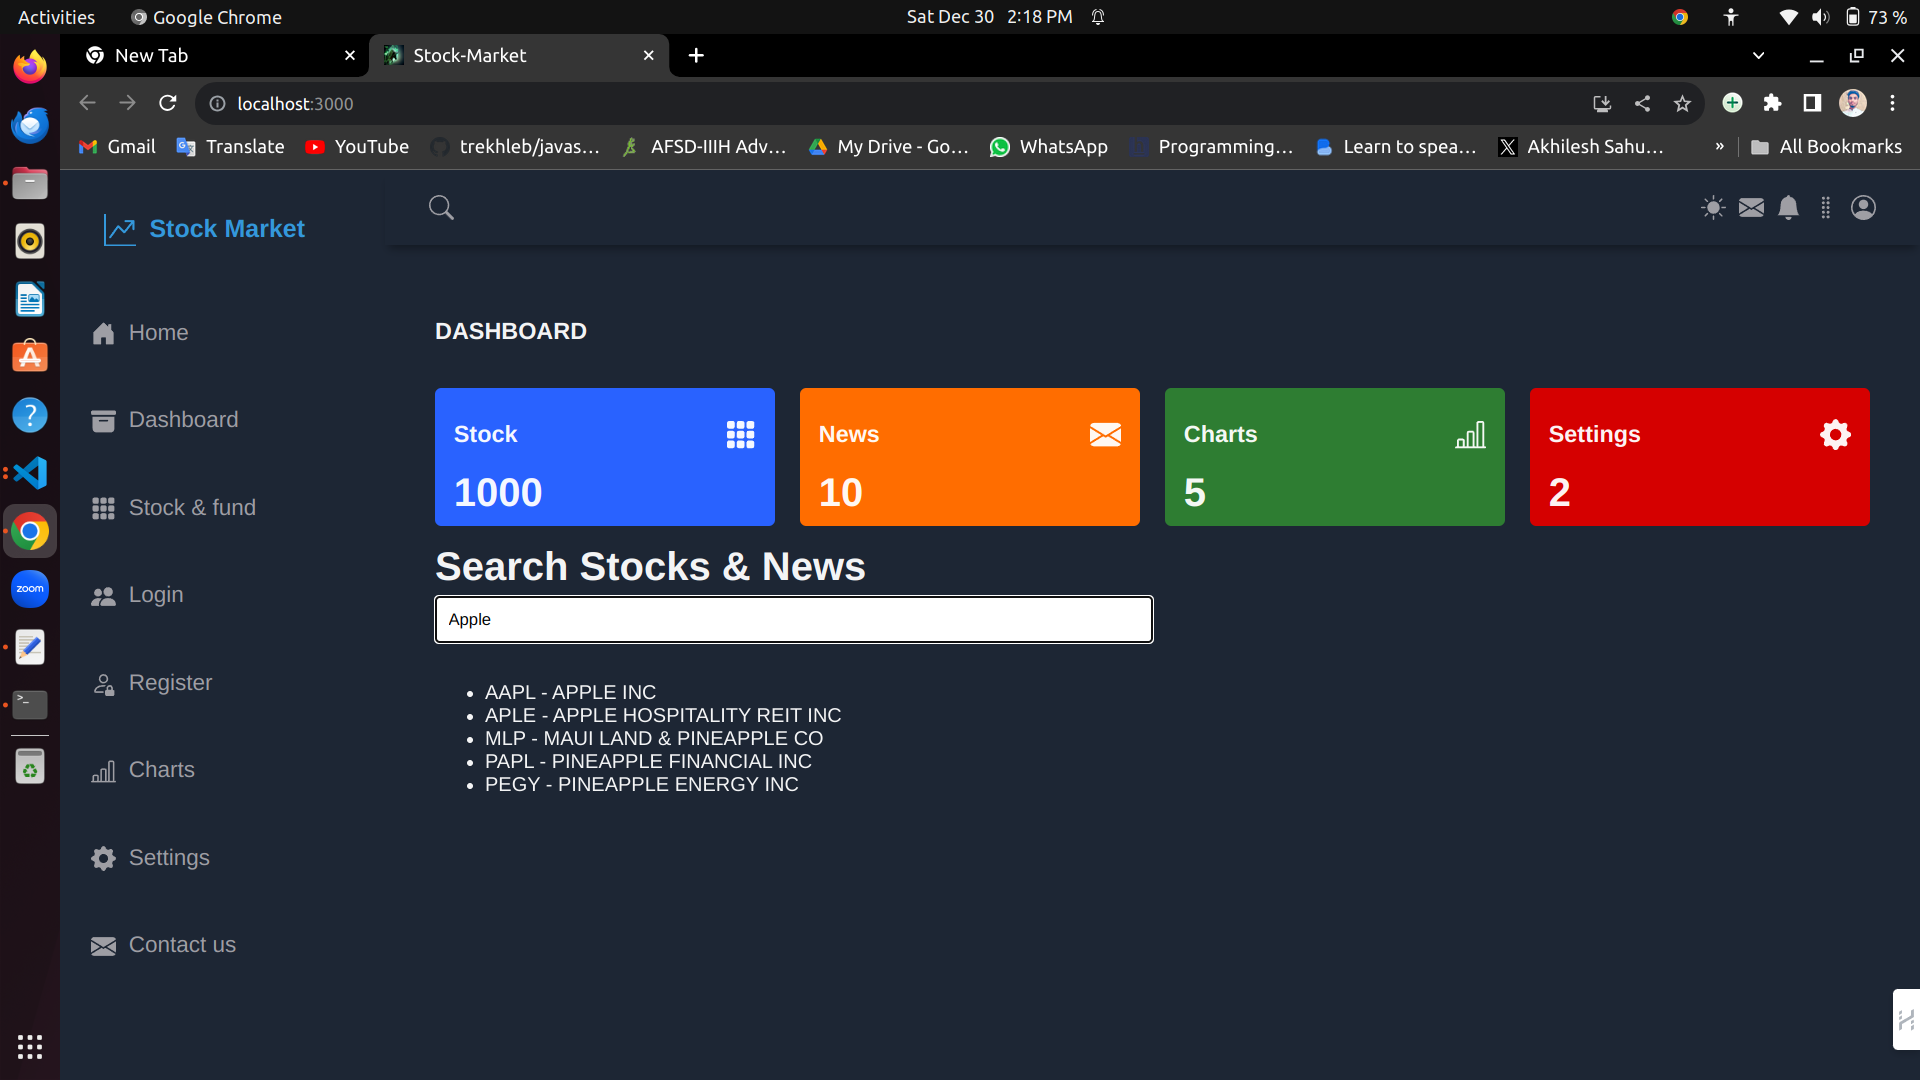 Activities Google Chrome Sat Dec 30 2:18 PM 73 %
New Tab Stock-Market
localhost:3000
Gmail Translate YouTube trekhleb/javas... AFSD-IIIH Adv... My Drive - Go... WhatsApp Programming... Learn to spea... Akhilesh Sahu... » All Bookmarks
Stock Market
Home
Dashboard
Stock & fund
Login
Register
Charts
Settings
Contact us
DASHBOARD
Stock
1000
News
10
Charts
5
Settings
2
Search Stocks & News
Apple
AAPL - APPLE INC
APLE - APPLE HOSPITALITY REIT INC
MLP - MAUI LAND & PINEAPPLE CO
PAPL - PINEAPPLE FINANCIAL INC
PEGY - PINEAPPLE ENERGY INC
zoom